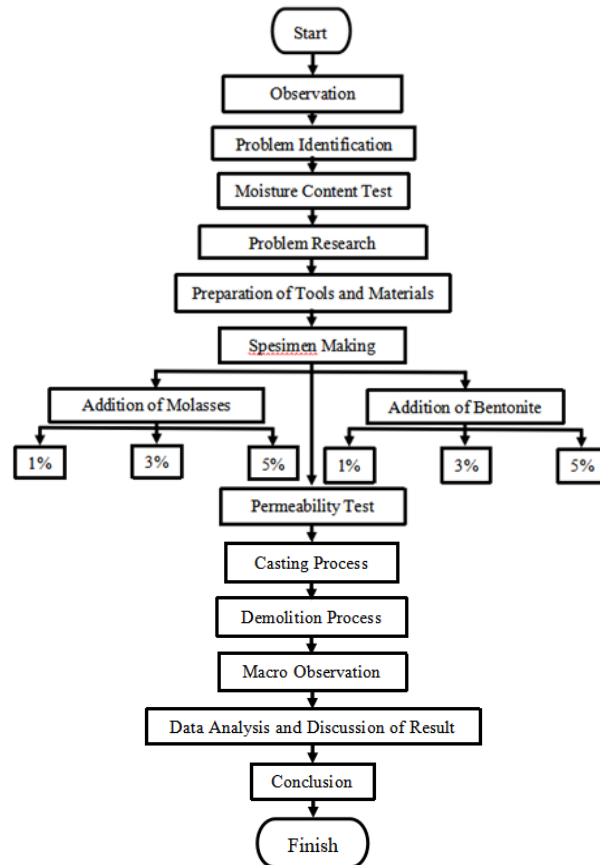 Start
Observation
Problem Identification
Moisture Content Test
Problem Research
Preparation of Tools and Materials
Spesimen Making
Addition of Molasses
Addition of Bentonite
1%
3%
5%
1%
3%
5%
Permeability Test
Casting Process
Demolition Process
Macro Observation
Data Analysis and Discussion of Result
Conclusion
Finish